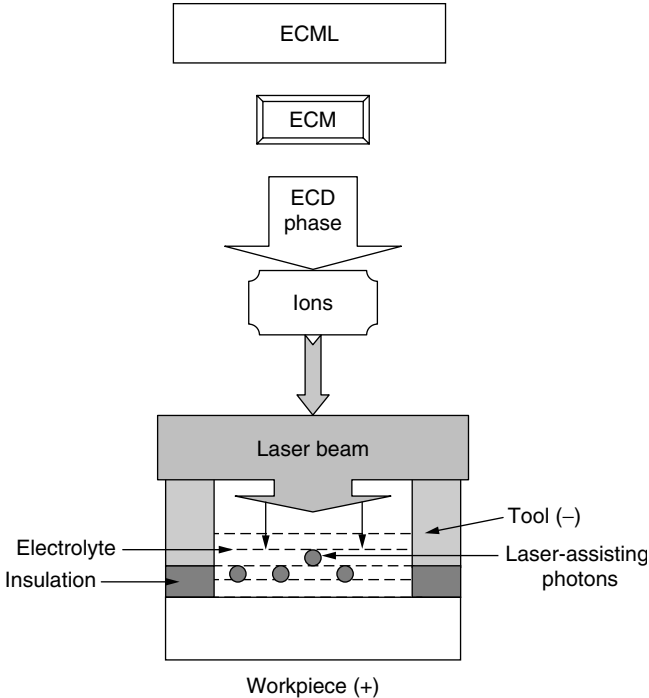 ECML
ECM
ECD
phase
Ions
Laser beam
Tool (−)
Electrolyte
Laser-assisting
photons
Insulation
Workpiece (+)